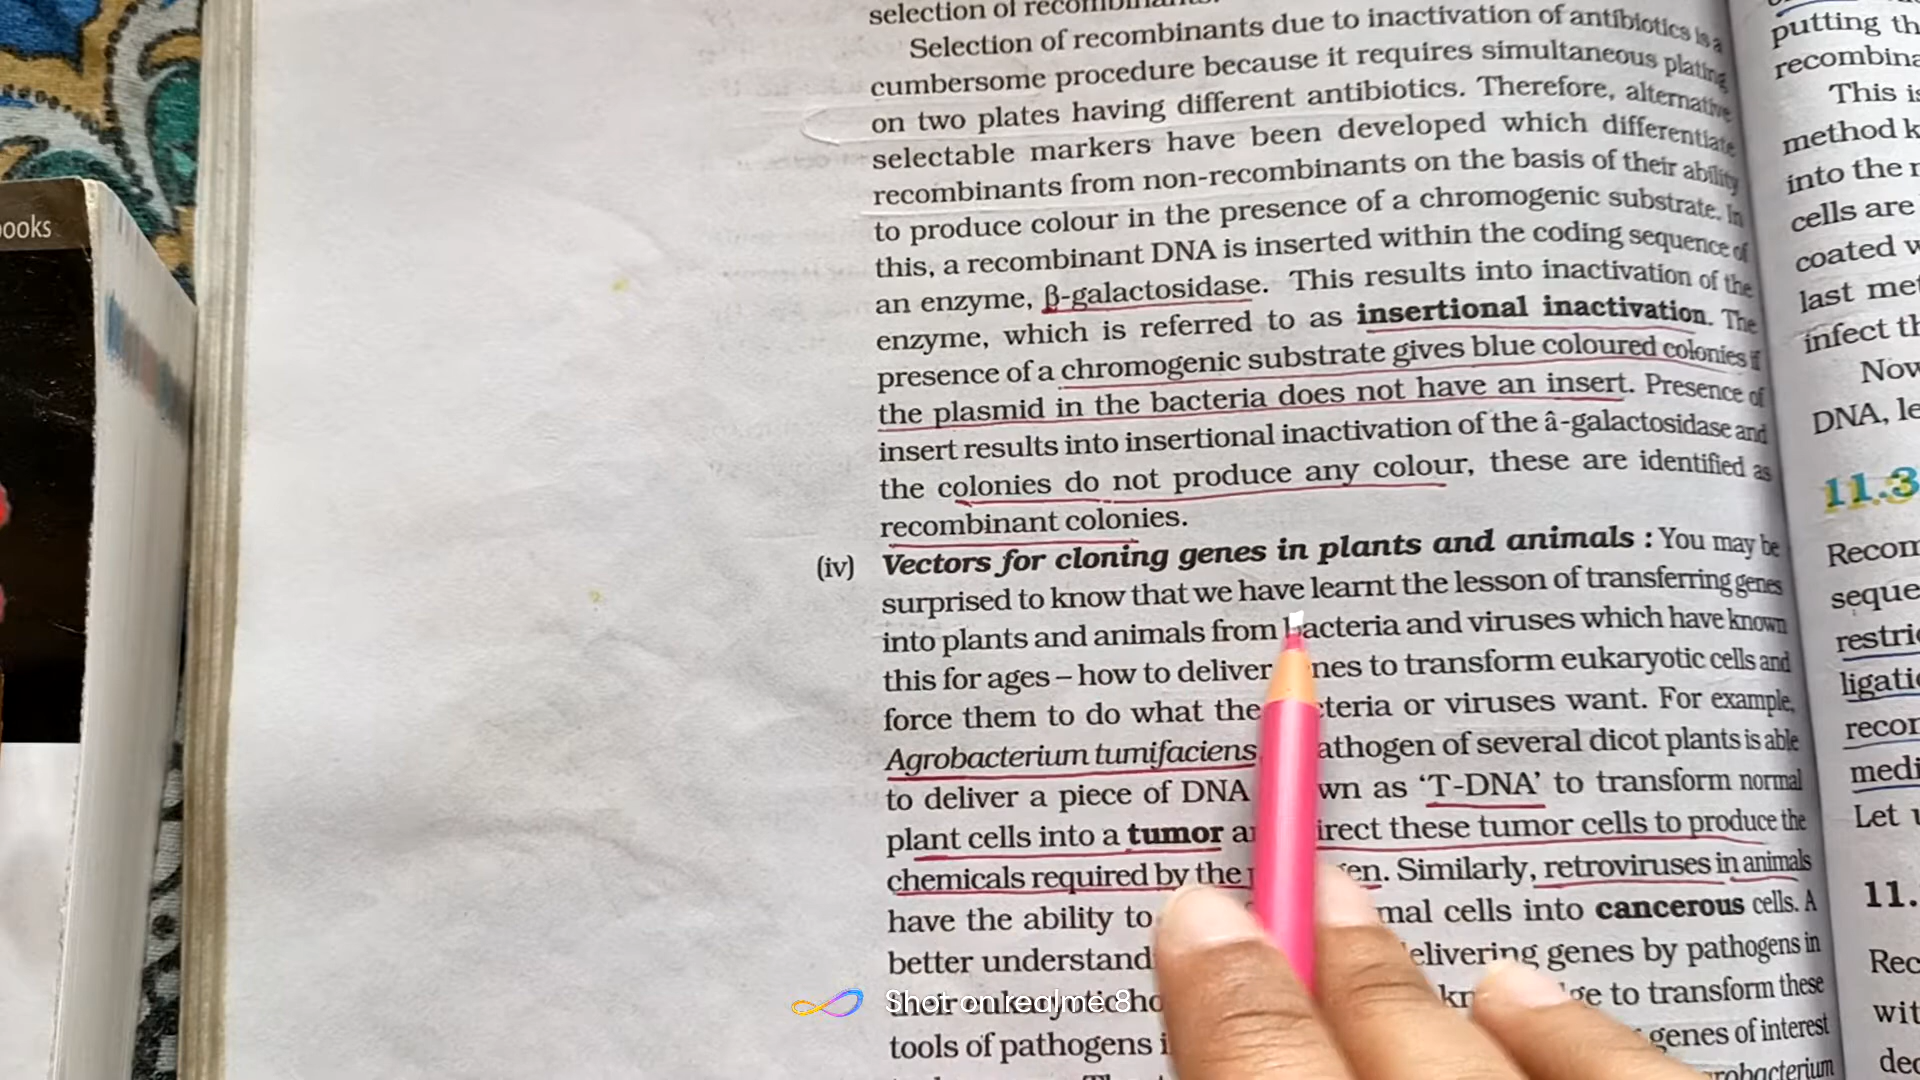 ooks
selection of recombinants.
Selection of recombinants due to inactivation of antibiotics is a
cumbersome procedure because it requires simultaneous plating
on two plates having different antibiotics. Therefore, alternative
selectable markers have been developed which differentiate
recombinants from non-recombinants on the basis of their ability
to produce colour in the presence of a chromogenic substrate. In
this, a recombinant DNA is inserted within the coding sequence of
an enzyme, β-galactosidase. This results into inactivation of the
enzyme, which is referred to as insertional inactivation. The
presence of a chromogenic substrate gives blue coloured colonies if
the plasmid in the bacteria does not have an insert. Presence of
insert results into insertional inactivation of the â-galactosidase and
the colonies do not produce any colour, these are identified as
recombinant colonies.
(iv) Vectors for cloning genes in plants and animals : You may be
surprised to know that we have learnt the lesson of transferring genes
into plants and animals from bacteria and viruses which have known
this for ages – how to deliver nes to transform eukaryotic cells and
force them to do what the cteria or viruses want. For example,
Agrobacterium tumifaciens, athogen of several dicot plants is able
to deliver a piece of DNA wn as ‘T-DNA’ to transform normal
plant cells into a tumor a irect these tumor cells to produce the
chemicals required by the en. Similarly, retroviruses in animals
have the ability to mal cells into cancerous cells. A
better understand elivering genes by pathogens in
their eukaryotic ho ge to transform these
tools of pathogens i genes of interest
robacterium
putting th
recombina
This is
method k
into the r
cells are
coated w
last met
infect th
Now
DNA, le
11.3
Recom
seque
restri
ligati
recor
medi
Let u
11.
Rec
wit
dec
Shot on realme 8